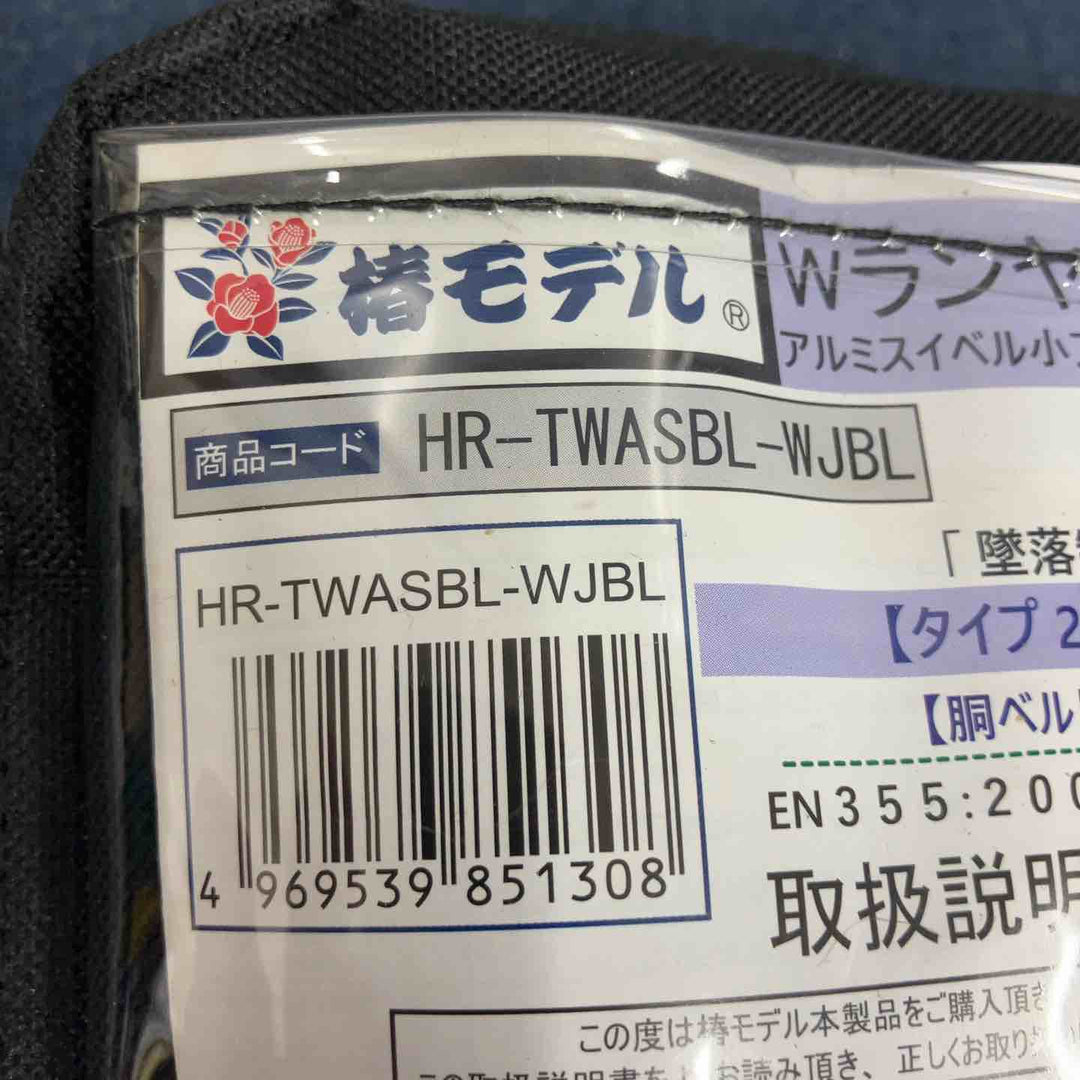 椿モデル®
Wランヤ
アルミスイベル小
商品コード HR-TWASBL-WJBL
HR-TWASBL-WJBL
4 969539 851308
「墜落
【タイプ2
【胴ベル
EN355:200
取扱説明
この度は椿モデル本製品をご購入頂き
お読み頂き、正しくお取り